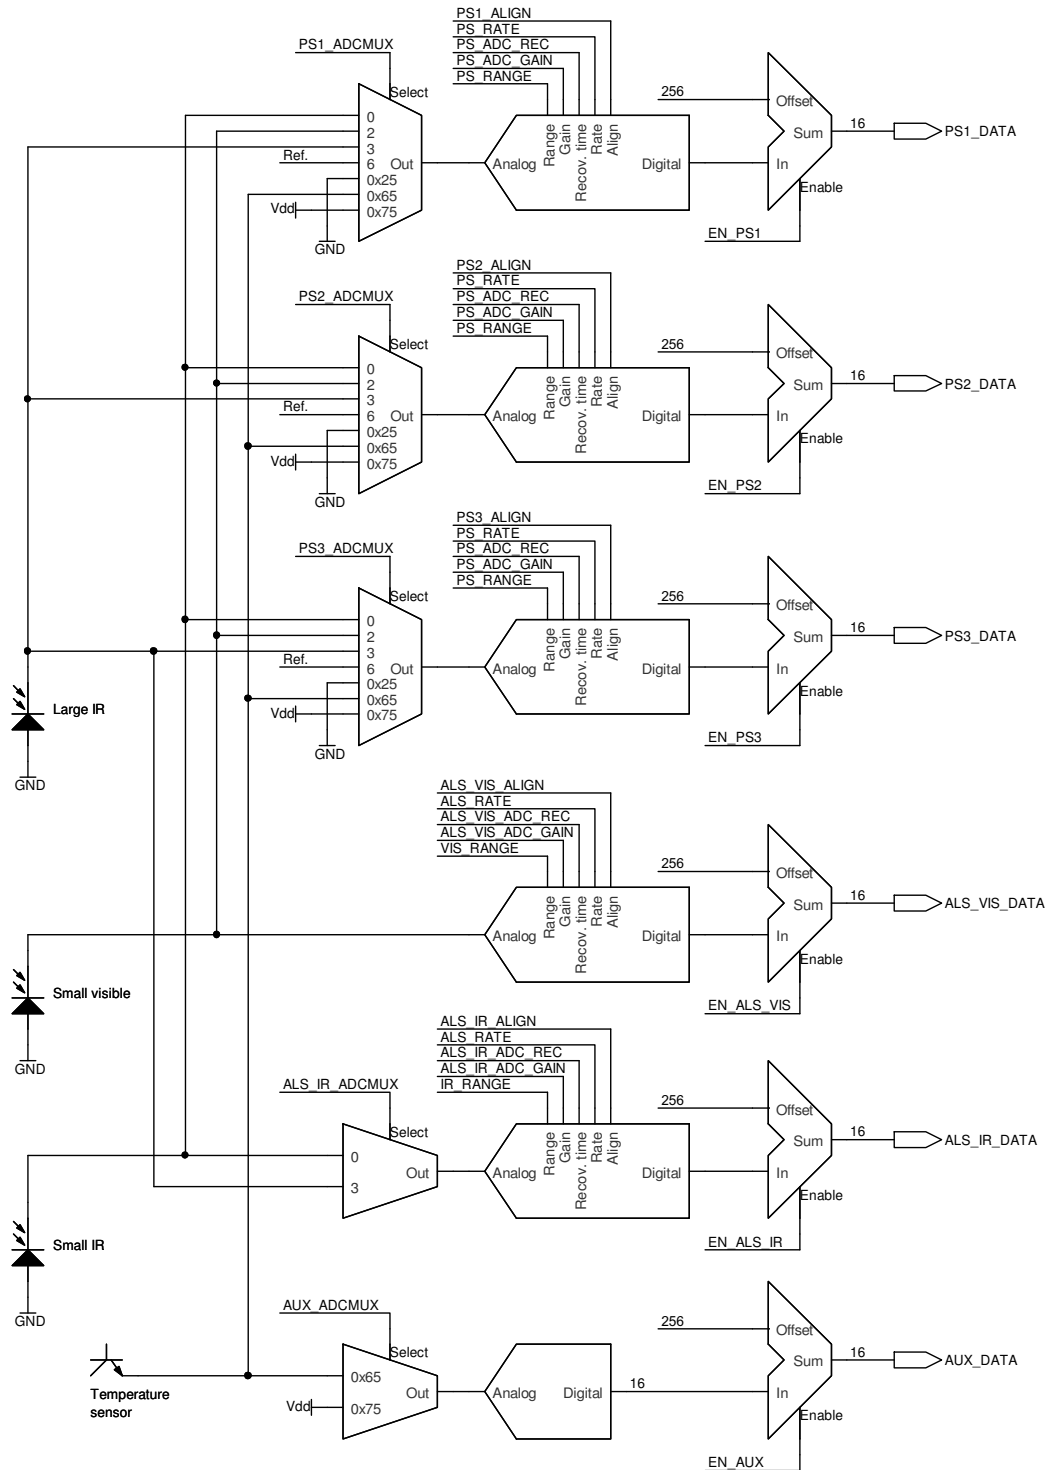 PS1_ALIGN
PS_RATE
PS1_ADCMUX PS_ADC_REC
PS_ADC_GAIN
PS_RANGE
Select 256
0 Offset
2 Range Gain Recov. time Rate Align Sum 16 PS1_DATA
3
Ref. 6 Out Analog Digital In
0x25
0x65 Enable
Vdd 0x75
GND EN_PS1
PS2_ALIGN
PS_RATE
PS2_ADCMUX PS_ADC_REC
PS_ADC_GAIN
PS_RANGE
Select 256
0 Offset
2 Range Gain Recov. time Rate Align Sum 16 PS2_DATA
3
Ref. 6 Out Analog Digital In
0x25
0x65 Enable
Vdd 0x75
GND EN_PS2
PS3_ALIGN
PS_RATE
PS3_ADCMUX PS_ADC_REC
PS_ADC_GAIN
PS_RANGE
Select 256
0 Offset
2 Range Gain Recov. time Rate Align Sum 16 PS3_DATA
3
Ref. 6 Out Analog Digital In
0x25
0x65 Enable
Large IR Vdd 0x75
GND GND EN_PS3
ALS_VIS_ALIGN
ALS_RATE
ALS_VIS_ADC_REC
ALS_VIS_ADC_GAIN
VIS_RANGE
256
Offset
Range Gain Recov. time Rate Align Sum 16 ALS_VIS_DATA
Analog Digital In
Enable
Small visible
EN_ALS_VIS
GND
ALS_IR_ALIGN
ALS_RATE
ALS_IR_ADC_REC
ALS_IR_ADC_GAIN
ALS_IR_ADCMUX IR_RANGE
256
Offset
Select
Range Gain Recov. time Rate Align Sum 16 ALS_IR_DATA
0
Out Analog Digital In
3
Enable
Small IR EN_ALS_IR
GND
AUX_ADCMUX
256
Offset
Select Sum 16 AUX_DATA
0x65
Temperature Out Analog Digital 16 In
sensor Vdd 0x75
Enable
EN_AUX